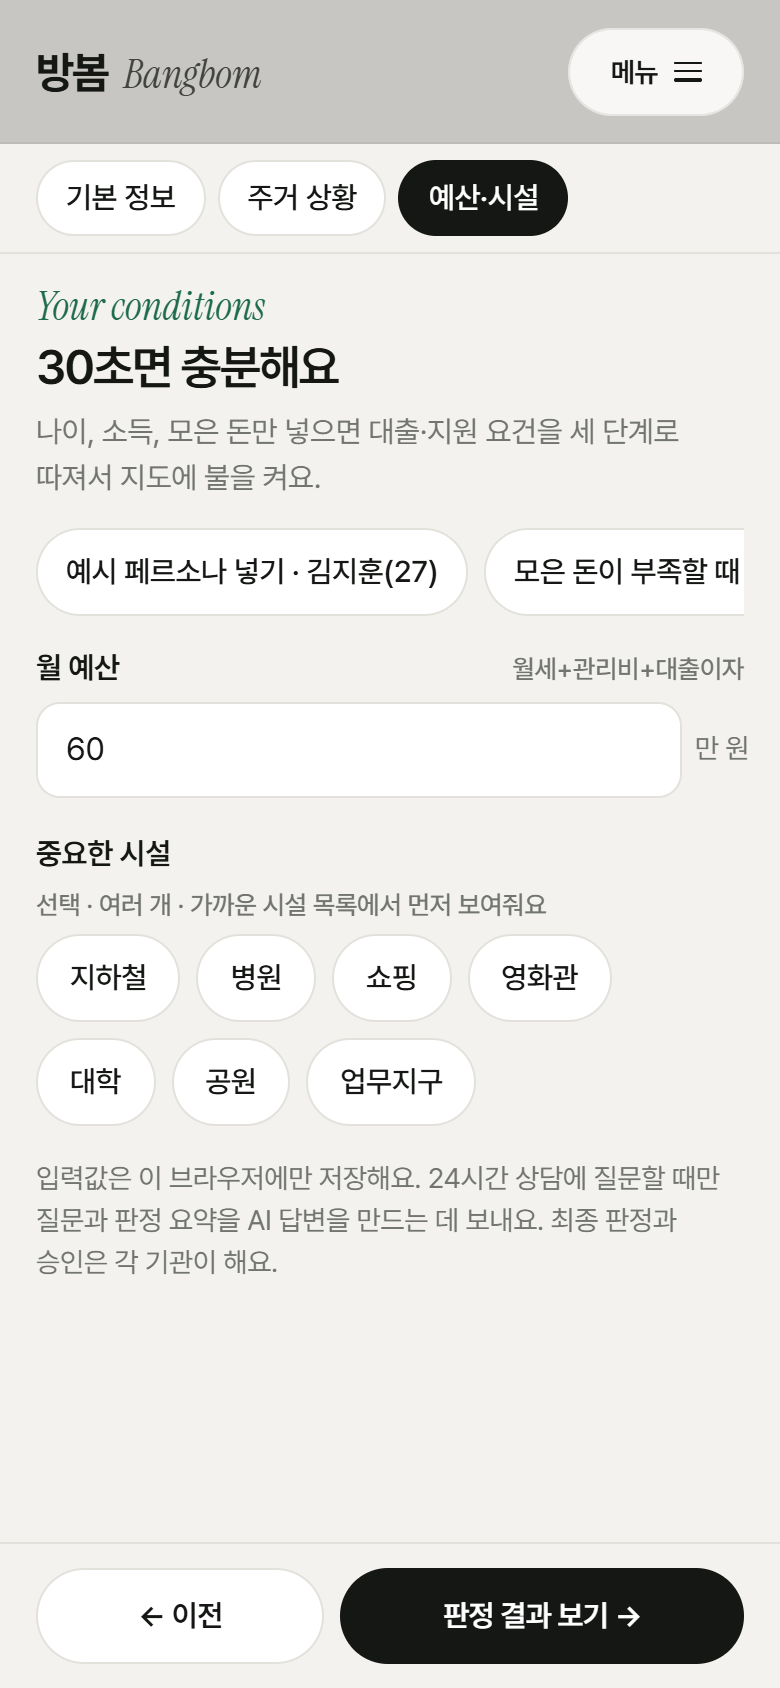 방봄 Bangbom
메뉴
기본 정보
주거 상황
예산·시설
Your conditions
30초면 충분해요
나이, 소득, 모은 돈만 넣으면 대출·지원 요건을 세 단계로
따져서 지도에 불을 켜요.
예시 페르소나 넣기 · 김지훈(27)
모은 돈이 부족할 때
월 예산
월세+관리비+대출이자
60
만 원
중요한 시설
선택 · 여러 개 · 가까운 시설 목록에서 먼저 보여줘요
지하철
병원
쇼핑
영화관
대학
공원
업무지구
입력값은 이 브라우저에만 저장해요. 24시간 상담에 질문할 때만
질문과 판정 요약을 AI 답변을 만드는 데 보내요. 최종 판정과
승인은 각 기관이 해요.
← 이전
판정 결과 보기 →